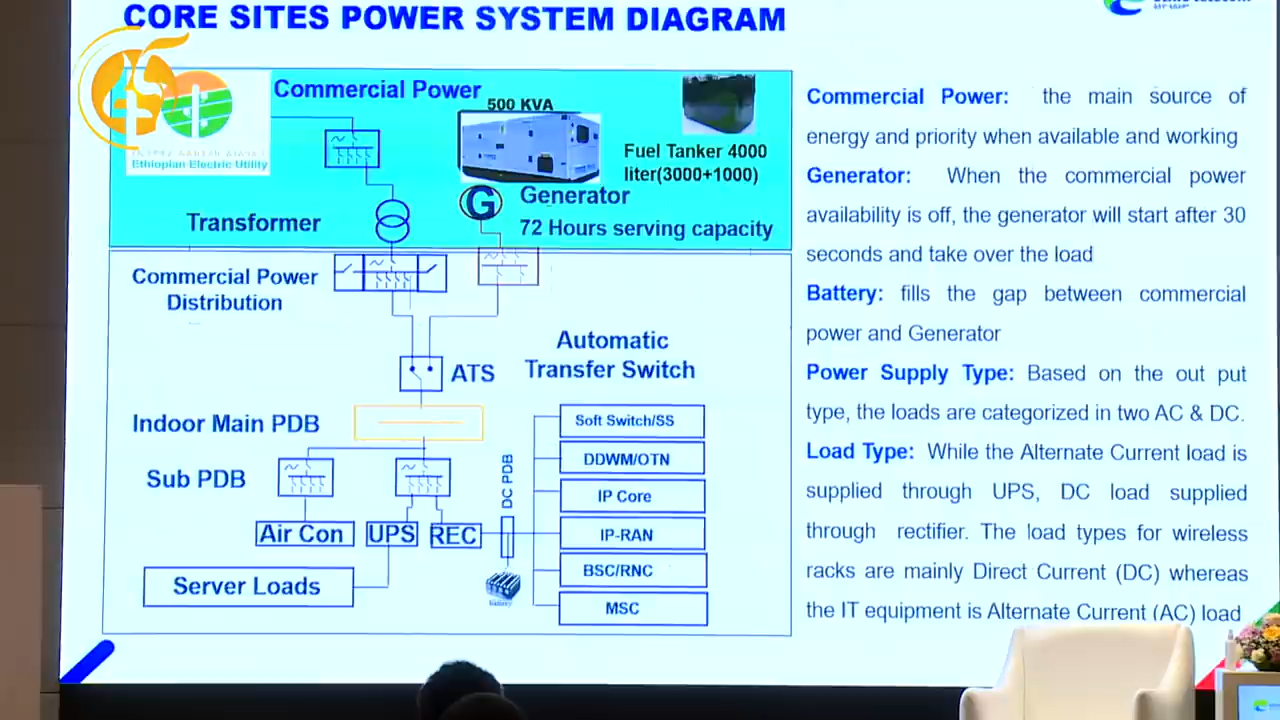 CORE SITES POWER SYSTEM DIAGRAM
Commercial Power
500 KVA
Fuel Tanker 4000
liter(3000+1000)
Ethiopian Electric Utility
Generator
G
Transformer
72 Hours serving capacity
Commercial Power
Distribution
Automatic
Transfer Switch
ATS
Indoor Main PDB
Sub PDB
DC PDB
Soft Switch/SS
DDWM/OTN
IP Core
IP-RAN
BSC/RNC
MSC
Air Con
UPS
REC
Server Loads
battery
Commercial Power: the main source of
energy and priority when available and working
Generator: When the commercial power
availability is off, the generator will start after 30
seconds and take over the load
Battery: fills the gap between commercial
power and Generator
Power Supply Type: Based on the out put
type, the loads are categorized in two AC & DC.
Load Type: While the Alternate Current load is
supplied through UPS, DC load supplied
through rectifier. The load types for wireless
racks are mainly Direct Current (DC) whereas
the IT equipment is Alternate Current (AC) load